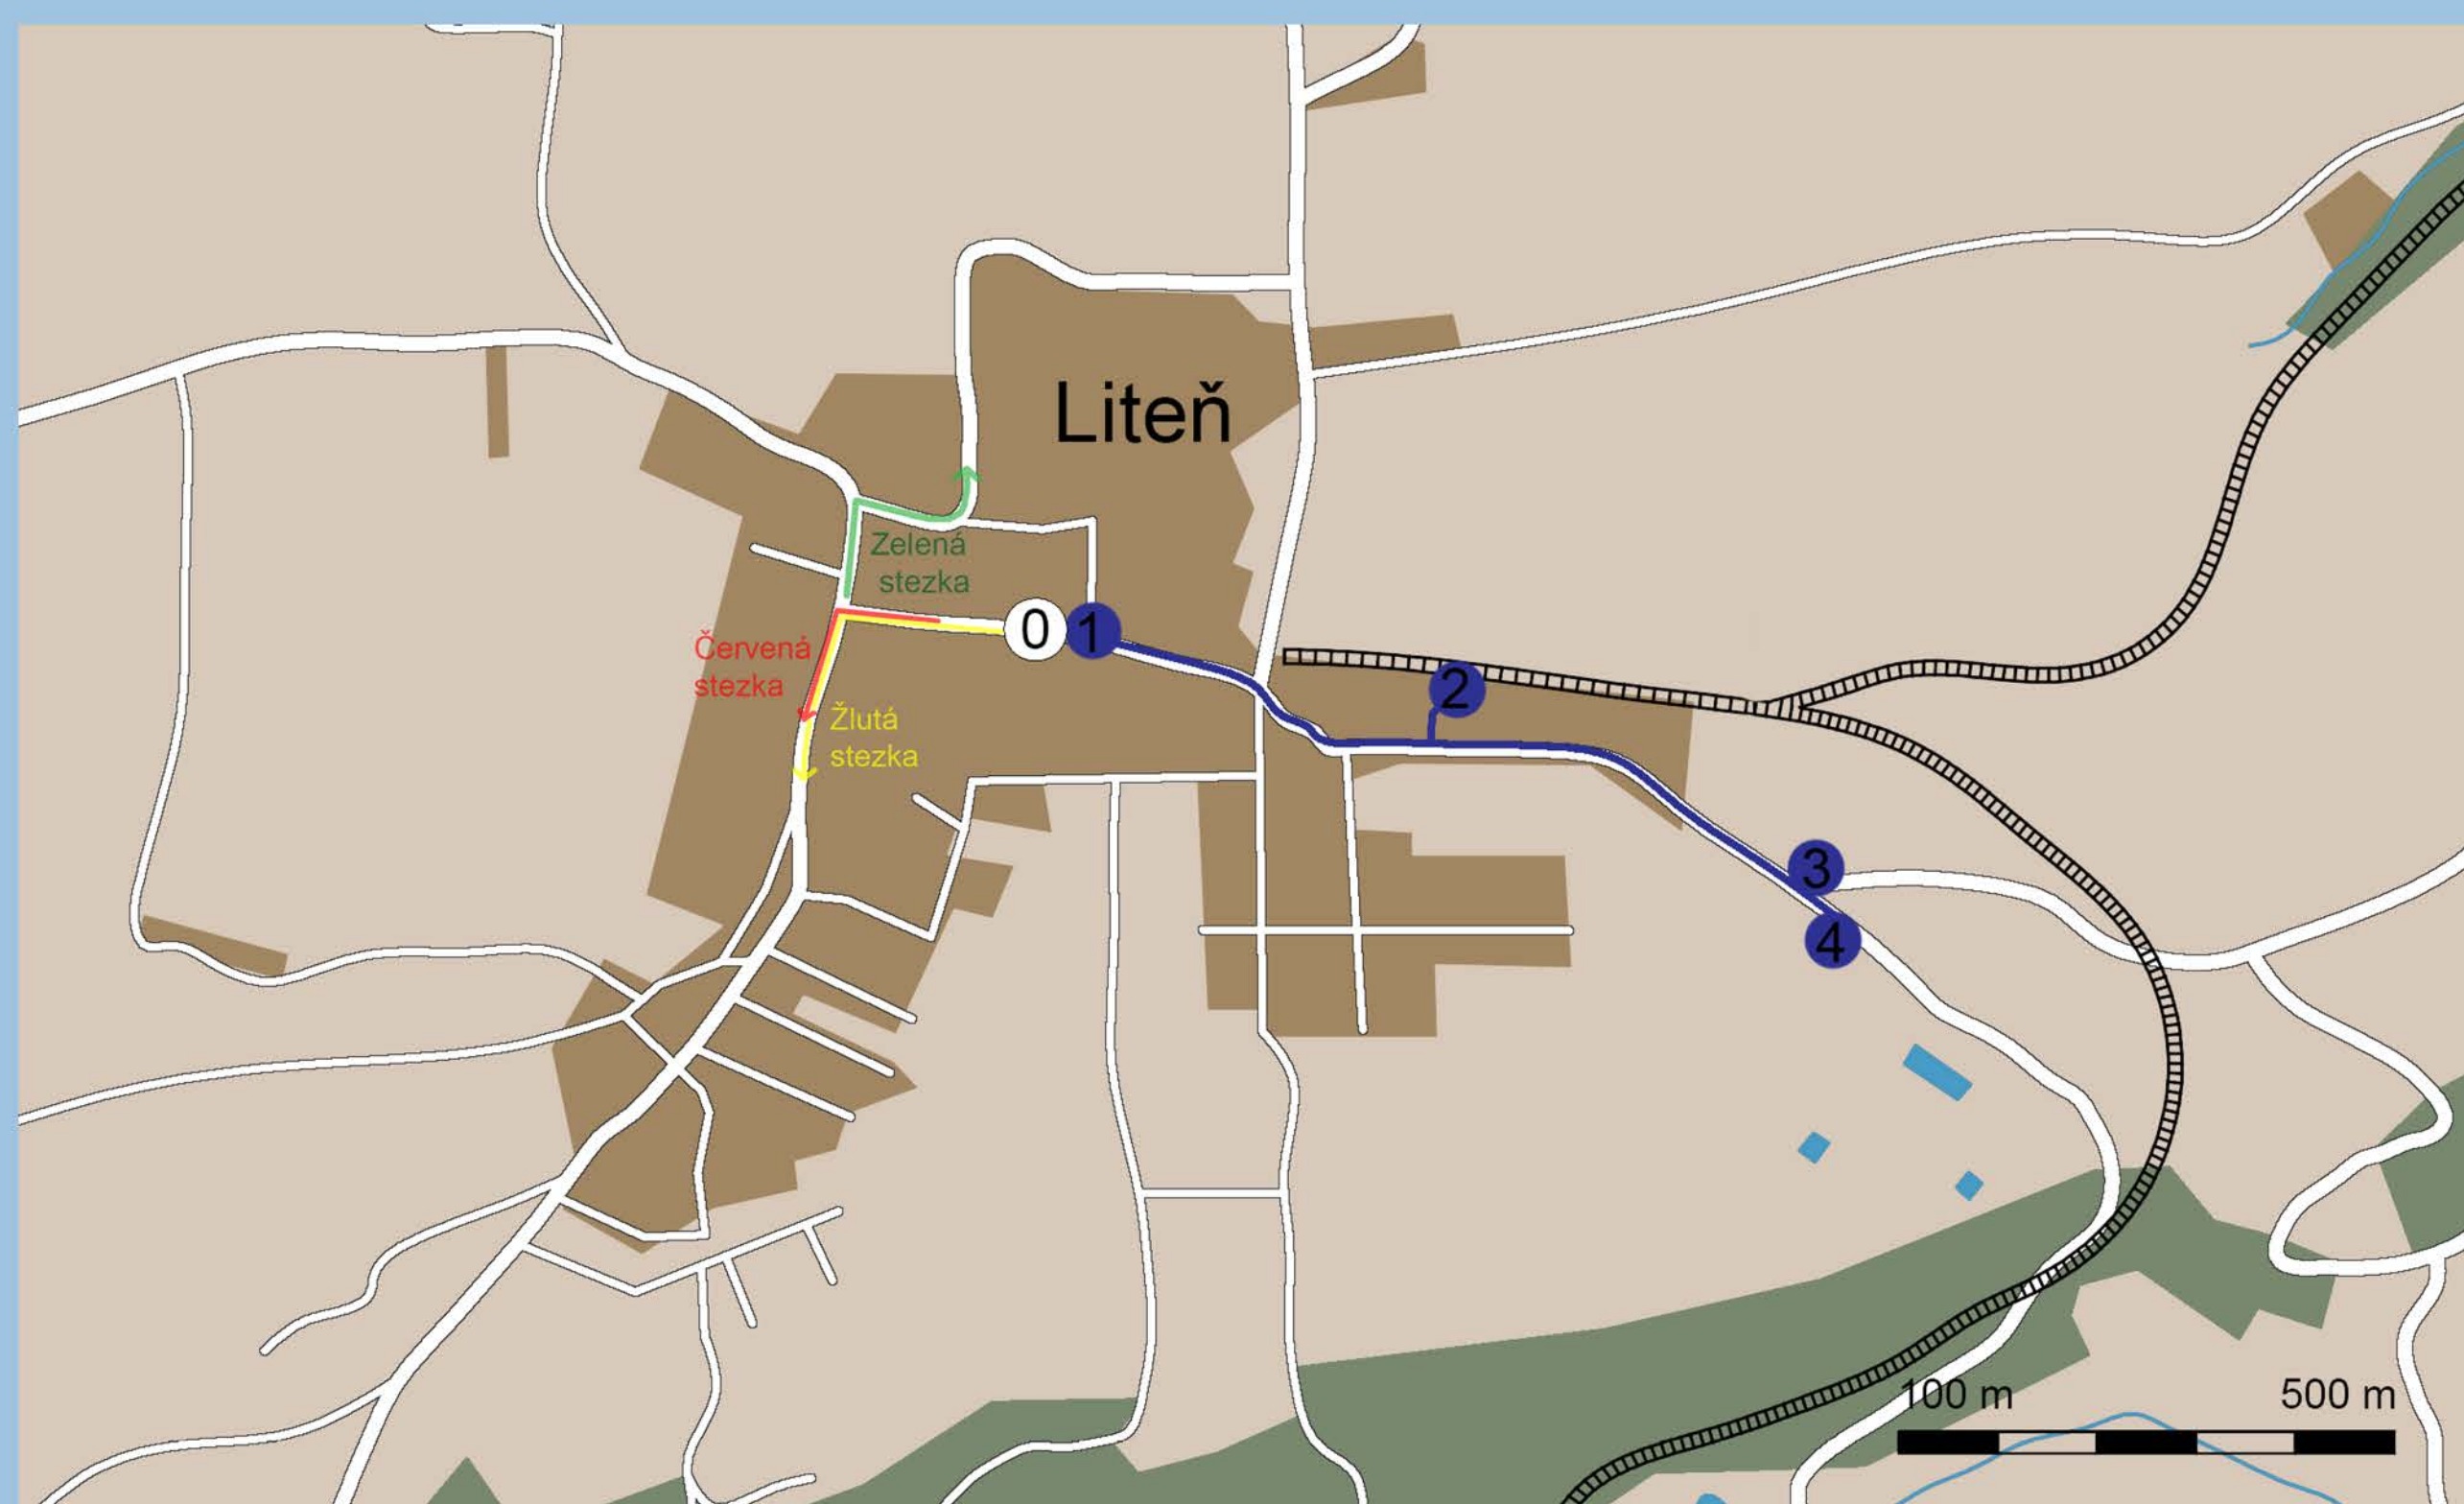 Liteň
Zelená
stezka
0
1
Červená
stezka
2
Žlutá
stezka
3
4
100 m
500 m